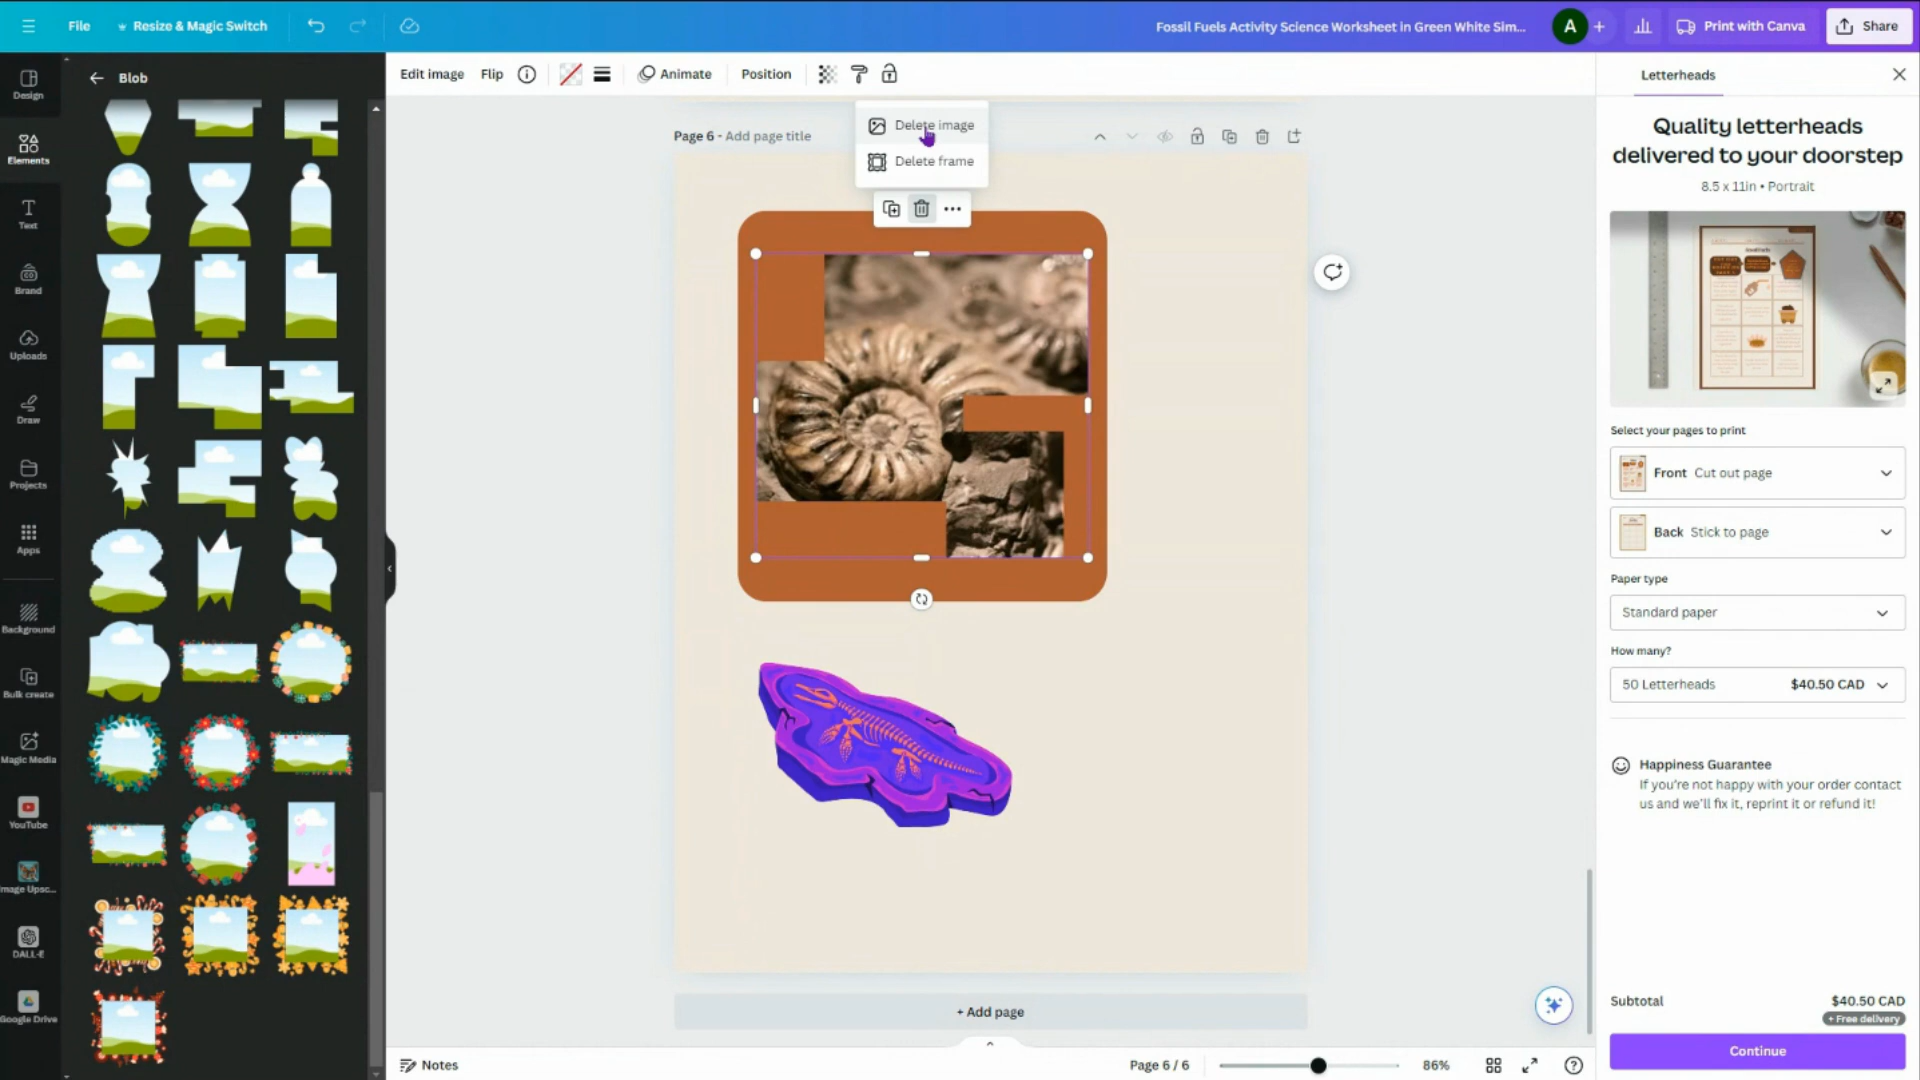 File
Resize & Magic Switch
Fossil Fuels Activity Science Worksheet in Green White Sim...
A
Print with Canva
Share
Design
Elements
Text
Brand
Uploads
Draw
Projects
Apps
Background
Bulk create
Magic Media
YouTube
Image Upsc...
DALL-E
Google Drive
Blob
Edit image
Flip
Animate
Position
Page 6 - Add page title
Delete image
Delete frame
+ Add page
Notes
Page 6 / 6
86%
Letterheads
Quality letterheads
delivered to your doorstep
8.5 x 11in • Portrait
Select your pages to print
Front Cut out page
Back Stick to page
Paper type
Standard paper
How many?
50 Letterheads $40.50 CAD
Happiness Guarantee
If you're not happy with your order contact
us and we'll fix it, reprint it or refund it!
Subtotal $40.50 CAD
+ Free delivery
Continue